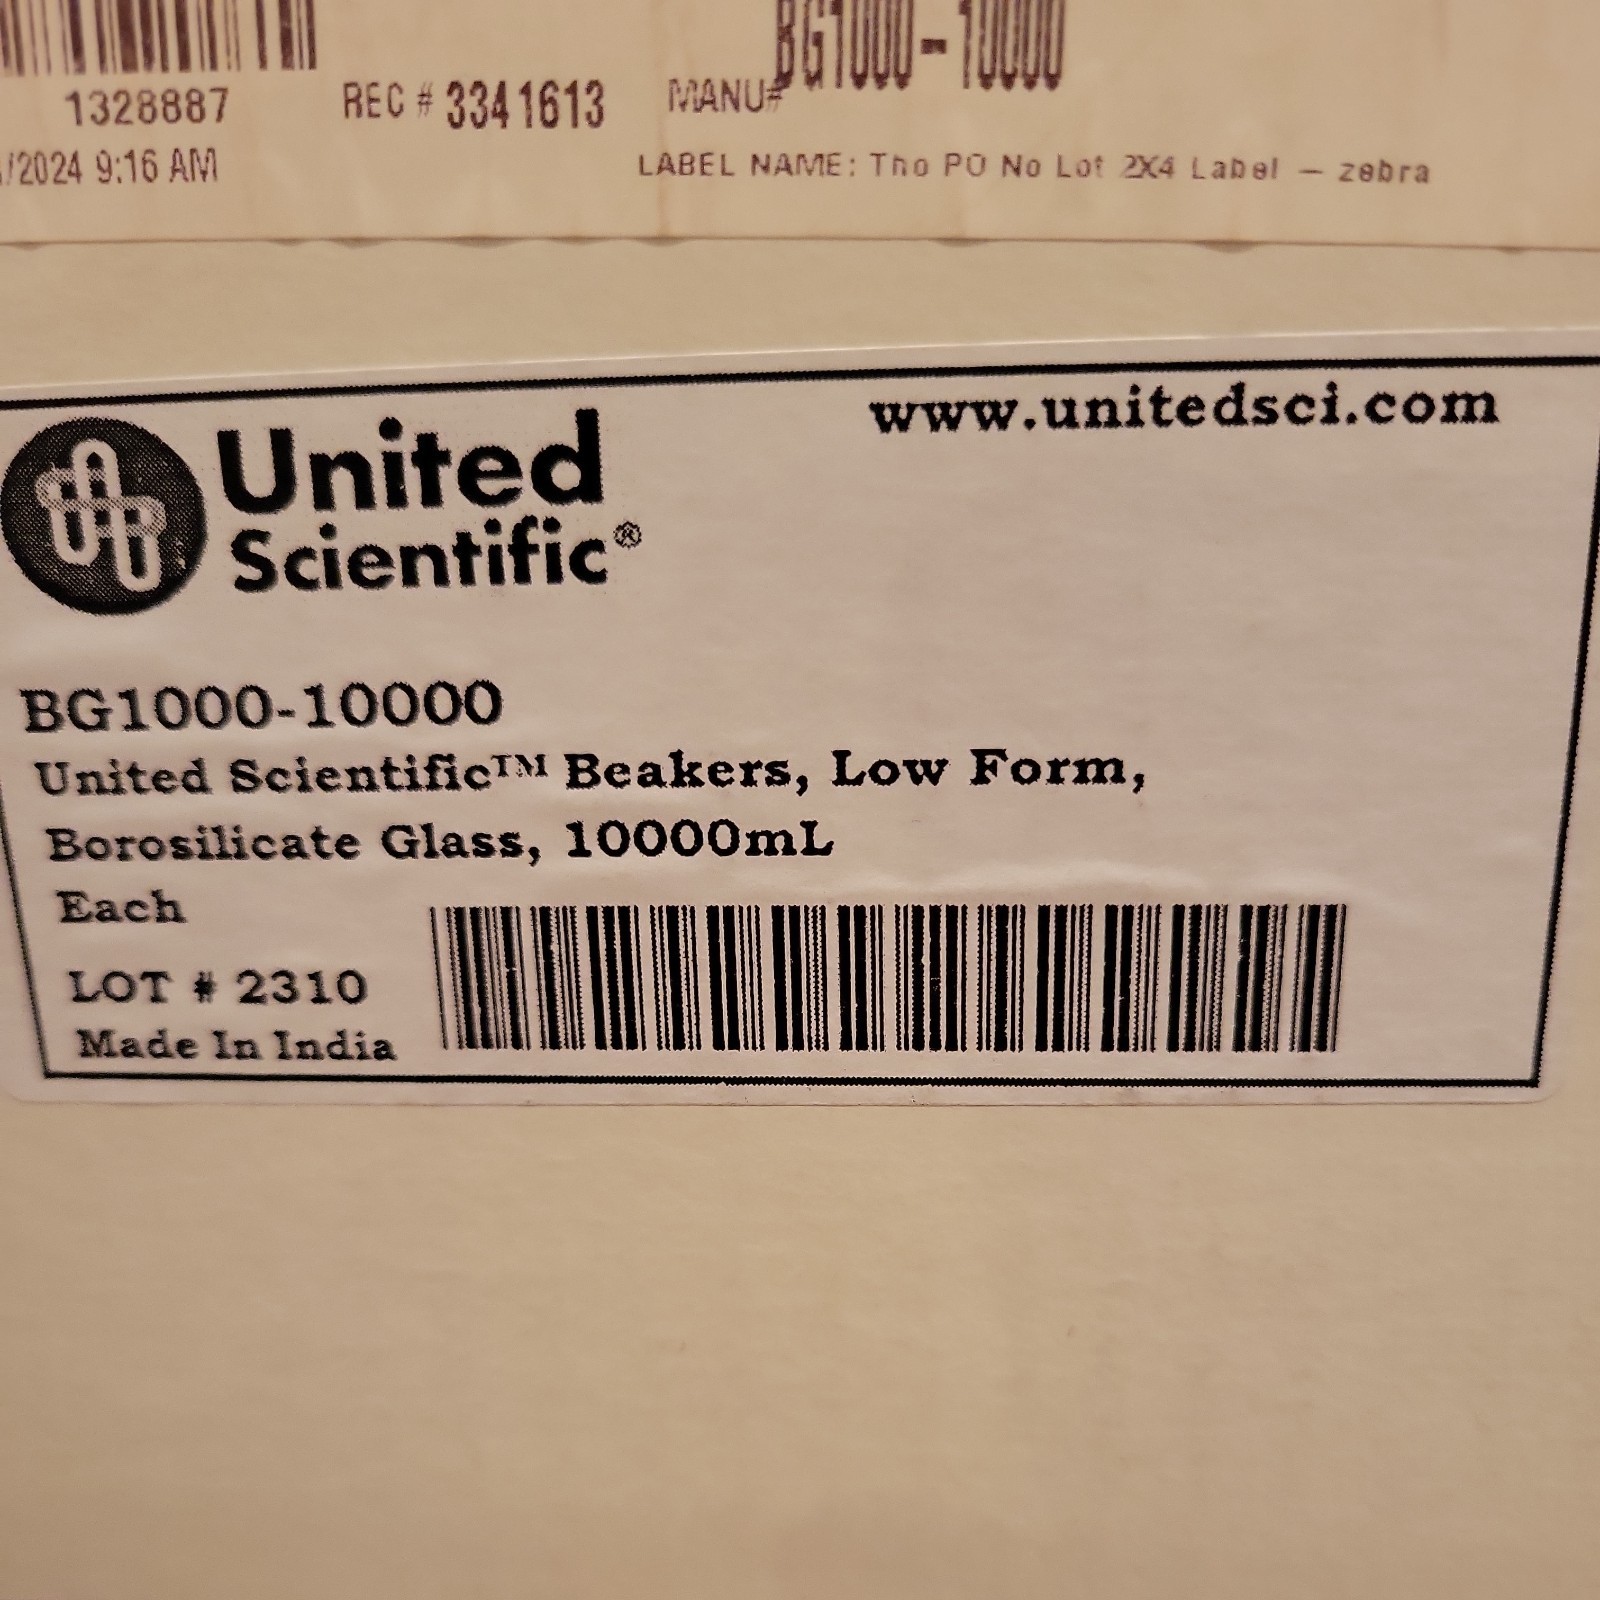 BG1000-10000
1328887 REC # 3341613 MANU#
/2024 9:16 AM LABEL NAME: Tho PO No Lot 2X4 Label – zebra
www.unitedsci.com
United
Scientific®
BG1000-10000
United Scientific™ Beakers, Low Form,
Borosilicate Glass, 10000mL
Each
LOT # 2310
Made In India